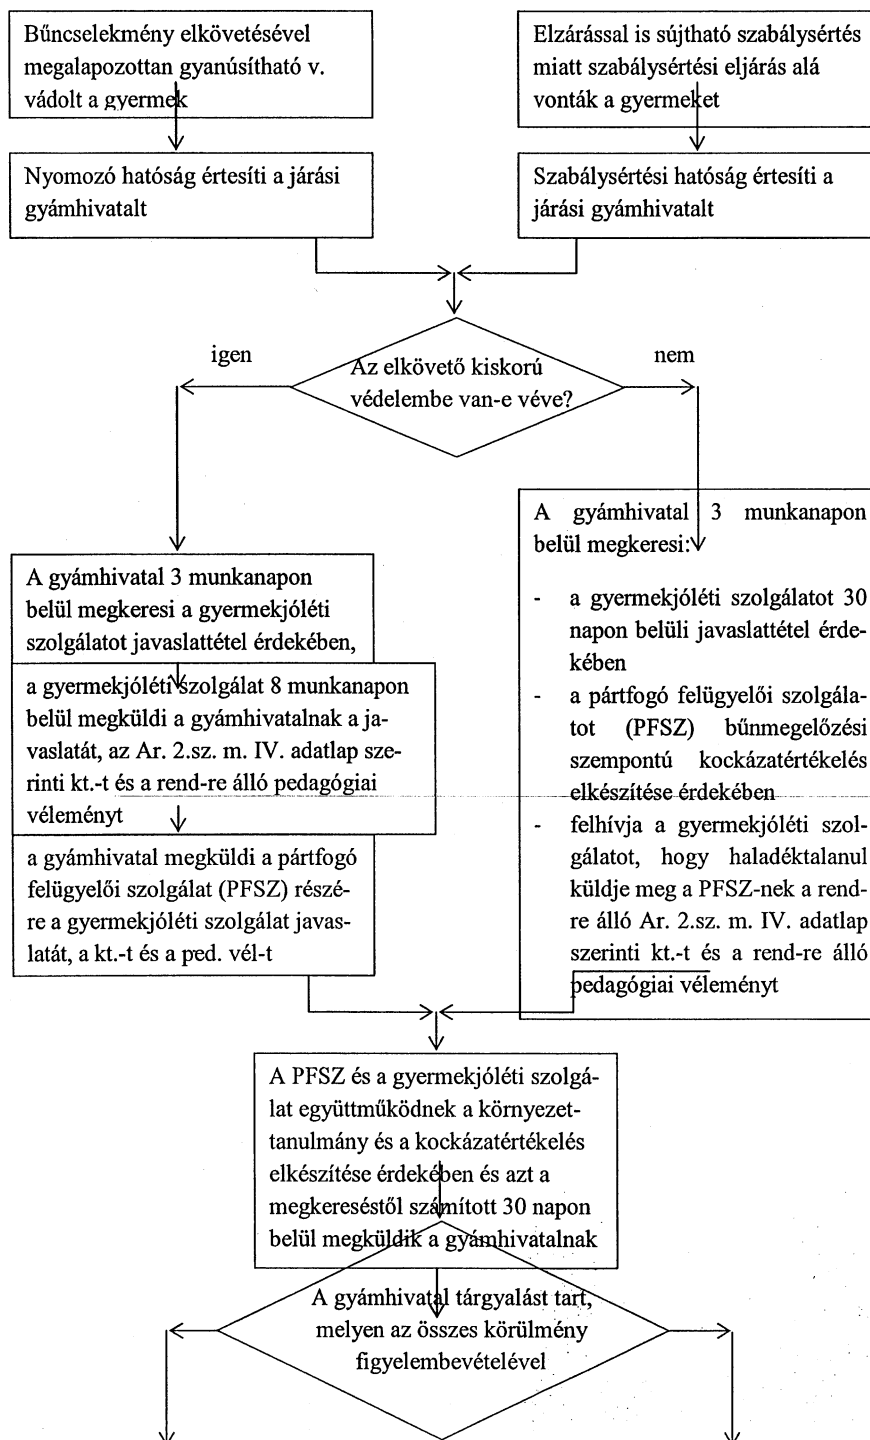 Bűncselekmény elkövetésével
megalapozottan gyanúsítható v.
vádolt a gyermek
Elzárással is sújtható szabálysértés
miatt szabálysértési eljárás alá
vonták a gyermeket
Nyomozó hatóság értesíti a járási
gyámhivatalt
Szabálysértési hatóság értesíti a
járási gyámhivatalt
igen
nem
Az elkövető kiskorú
védelembe van-e véve?
A gyámhivatal 3 munkanapon
belül megkeresi a gyermekjóléti
szolgálatot javaslattétel érdekében,
a gyermekjóléti szolgálat 8 munkanapon
belül megküldi a gyámhivatalnak a ja-
vaslatát, az Ar. 2.sz. m. IV. adatlap sze-
rinti kt.-t és a rend-re álló pedagógiai
véleményt
a gyámhivatal megküldi a pártfogó
felügyelői szolgálat (PFSZ) részé-
re a gyermekjóléti szolgálat javas-
latát, a kt.-t és a ped. vél-t
A gyámhivatal 3 munkanapon
belül megkeresi:
- a gyermekjóléti szolgálatot 30
napon belüli javaslattétel érde-
kében
- a pártfogó felügyelői szolgála-
tot (PFSZ) bűnmegelőzési
szempontú kockázatértékelés
elkészítése érdekében
- felhívja a gyermekjóléti szol-
gálatot, hogy haladéktalanul
küldje meg a PFSZ-nek a rend-
re álló Ar. 2.sz. m. IV. adatlap
szerinti kt.-t és a rend-re álló
pedagógiai véleményt
A PFSZ és a gyermekjóléti szolgá-
lat együttműködnek a környezet-
tanulmány és a kockázatértékelés
elkészítése érdekében és azt a
megkereséstől számított 30 napon
belül megküldik a gyámhivatalnak
A gyámhivatal tárgyalást tart,
melyen az összes körülmény
figyelembevételével